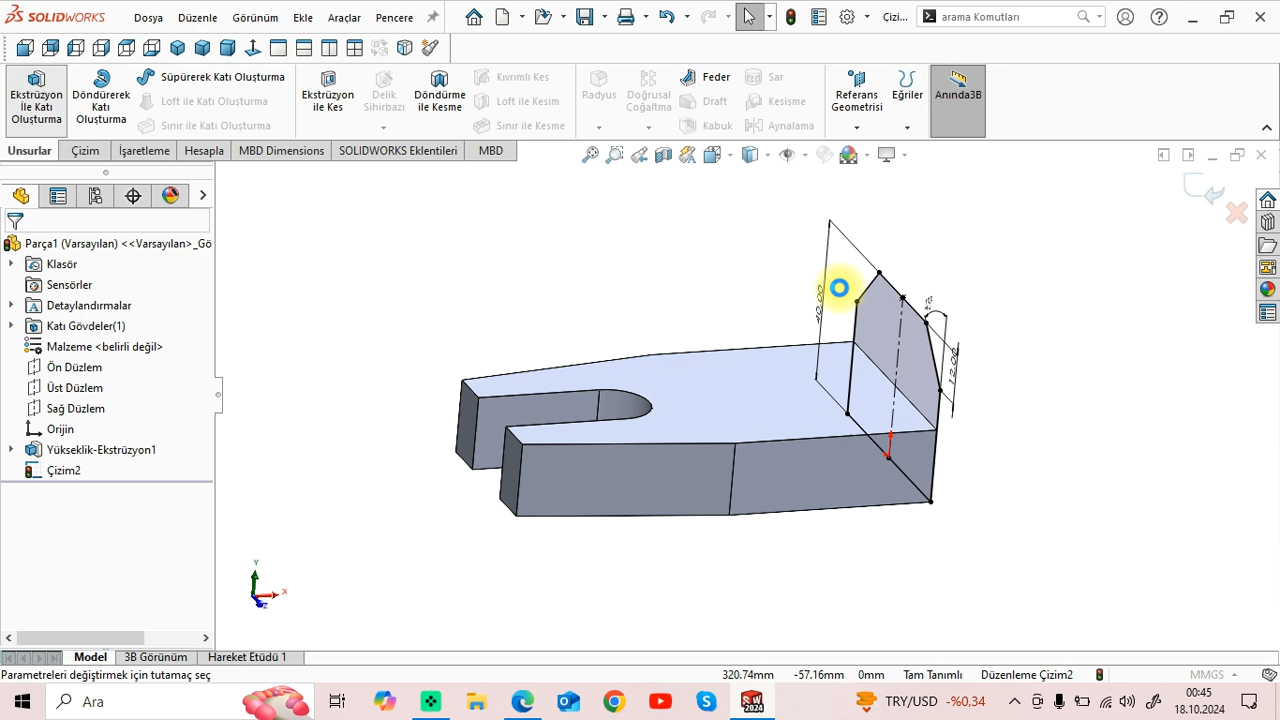 SOLIDWORKS Dosya Düzenle Görünüm Ekle Araçlar Pencere Çizi... arama Komutları
Ekstrüzyon İle Katı Oluşturma
Döndürerek Katı Oluşturma
Süpürerek Katı Oluşturma
Loft ile Katı Oluşturma
Sınır ile Katı Oluşturma
Ekstrüzyon ile Kes
Delik Sihirbazı
Döndürme ile Kesme
Kıvrımlı Kes
Loft ile Kesim
Sınır ile Kesme
Radyus
Doğrusal Çoğaltma
Feder
Draft
Kabuk
Sar
Kesişme
Aynalama
Referans Geometrisi
Eğriler
Anında3B
Unsurlar Çizim İşaretleme Hesapla MBD Dimensions SOLIDWORKS Eklentileri MBD
Parça1 (Varsayılan) <<Varsayılan>_Gö
Klasör
Sensörler
Detaylandırmalar
Katı Gövdeler(1)
Malzeme <belirli değil>
Ön Düzlem
Üst Düzlem
Sağ Düzlem
Orijin
Yükseklik-Ekstrüzyon1
Çizim2
40.00
12.00
Y
X
Z
Model 3B Görünüm Hareket Etüdü 1
Parametreleri değiştirmek için tutamaç seç 320.74mm -57.16mm 0mm Tam Tanımlı Düzenleme Çizim2 MMGS
Ara
SW 2024
TRY/USD -%0,34
00:45
18.10.2024